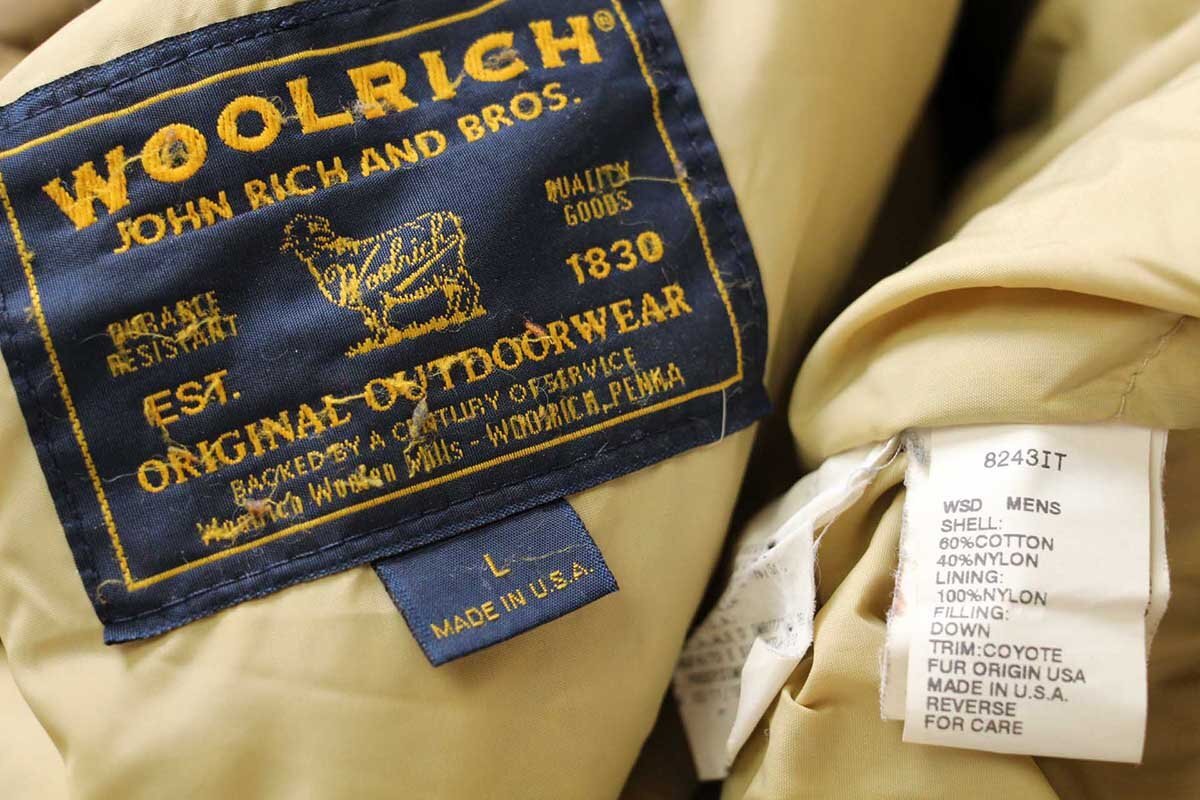 WOOLRICH®
JOHN RICH AND BROS.
QUALITY
GOODS
Woolrich
1830
RESISTANT
EST.
ORIGINAL OUTDOORWEAR
BACKED BY A CENTURY OF SERVICE
Woolrich Woolen Mills - WOOLRICH, PENNA
L
MADE IN U.S.A.
8243IT
WSD MENS
SHELL:
60%COTTON
40%NYLON
LINING:
100%NYLON
FILLING:
DOWN
TRIM:COYOTE
FUR ORIGIN USA
MADE IN U.S.A.
REVERSE
FOR CARE